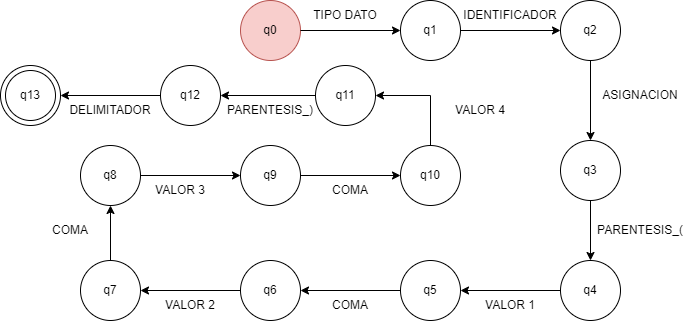 TIPO DATO
IDENTIFICADOR
q0
q1
q2
ASIGNACION
q13
q12
q11
DELIMITADOR
PARENTESIS_)
VALOR 4
q8
VALOR 3
q9
COMA
q10
q3
COMA
PARENTESIS_(
q7
VALOR 2
q6
COMA
q5
VALOR 1
q4